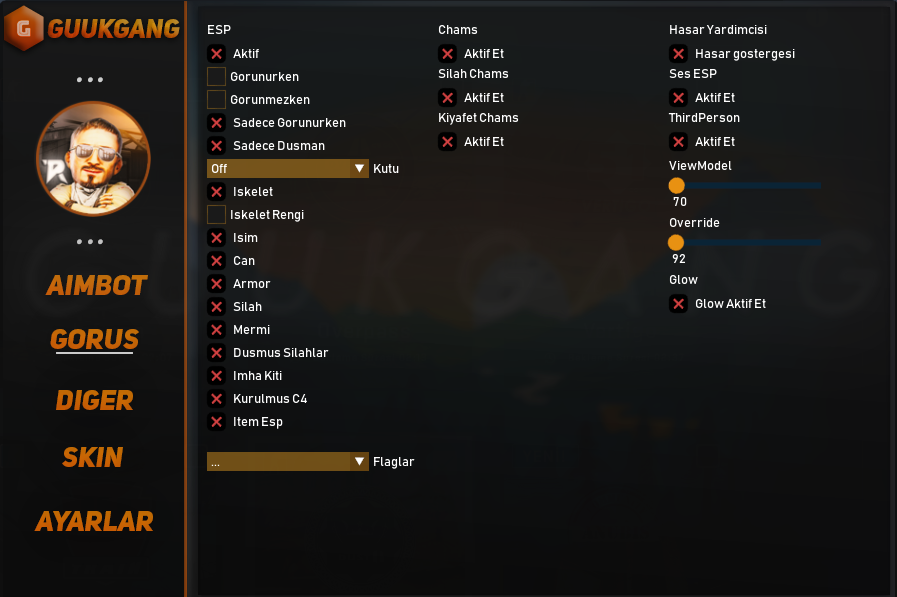 G GUUKGANG
AIMBOT
GORUS
DIGER
SKIN
AYARLAR
ESP
Aktif
Gorunurken
Gorunmezken
Sadece Gorunurken
Sadece Dusman
Off Kutu
Iskelet
Iskelet Rengi
Isim
Can
Armor
Silah
Mermi
Dusmus Silahlar
Imha Kiti
Kurulmus C4
Item Esp
... Flaglar
Chams
Aktif Et
Silah Chams
Aktif Et
Kiyafet Chams
Aktif Et
Hasar Yardimcisi
Hasar gostergesi
Ses ESP
Aktif Et
ThirdPerson
Aktif Et
ViewModel
70
Override
92
Glow
Glow Aktif Et
GUUKGANG